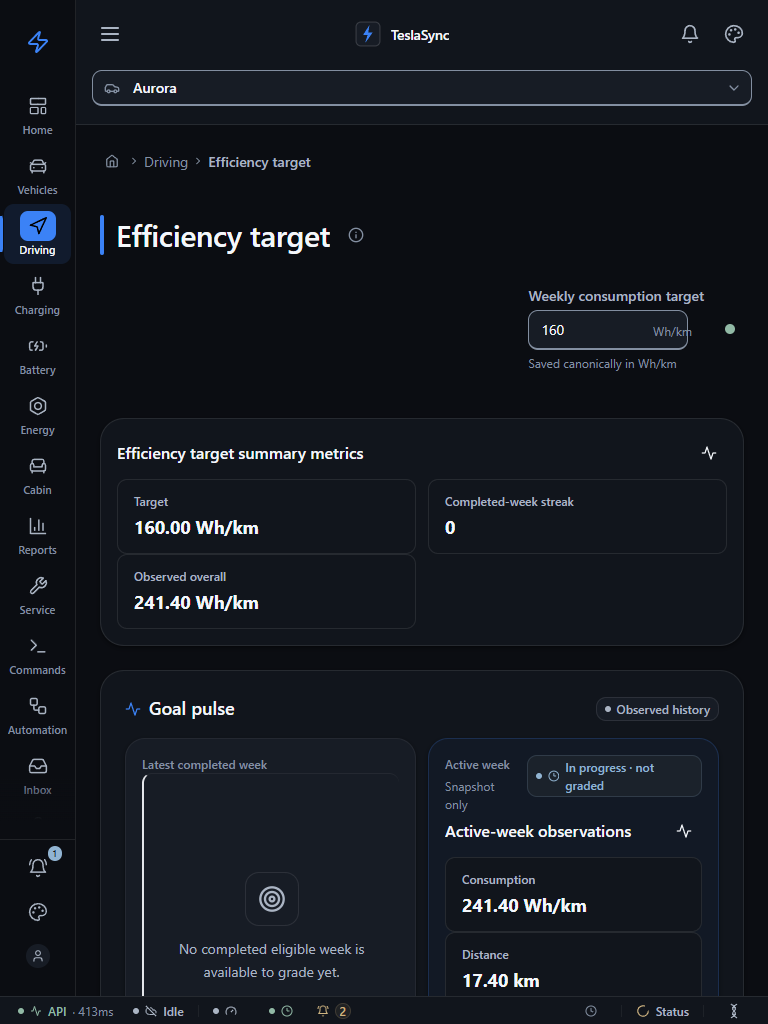 TeslaSync
Aurora
Home
Vehicles
Driving
Charging
Battery
Energy
Cabin
Reports
Service
Commands
Automation
Inbox
1
Driving
Efficiency target
Efficiency target
Weekly consumption target
160 Wh/km
Saved canonically in Wh/km
Efficiency target summary metrics
Target
160.00 Wh/km
Completed-week streak
0
Observed overall
241.40 Wh/km
Goal pulse
Observed history
Latest completed week
No completed eligible week is
available to grade yet.
Active week
Snapshot
only
In progress · not
graded
Active-week observations
Consumption
241.40 Wh/km
Distance
17.40 km
API · 413ms
Idle
2
Status